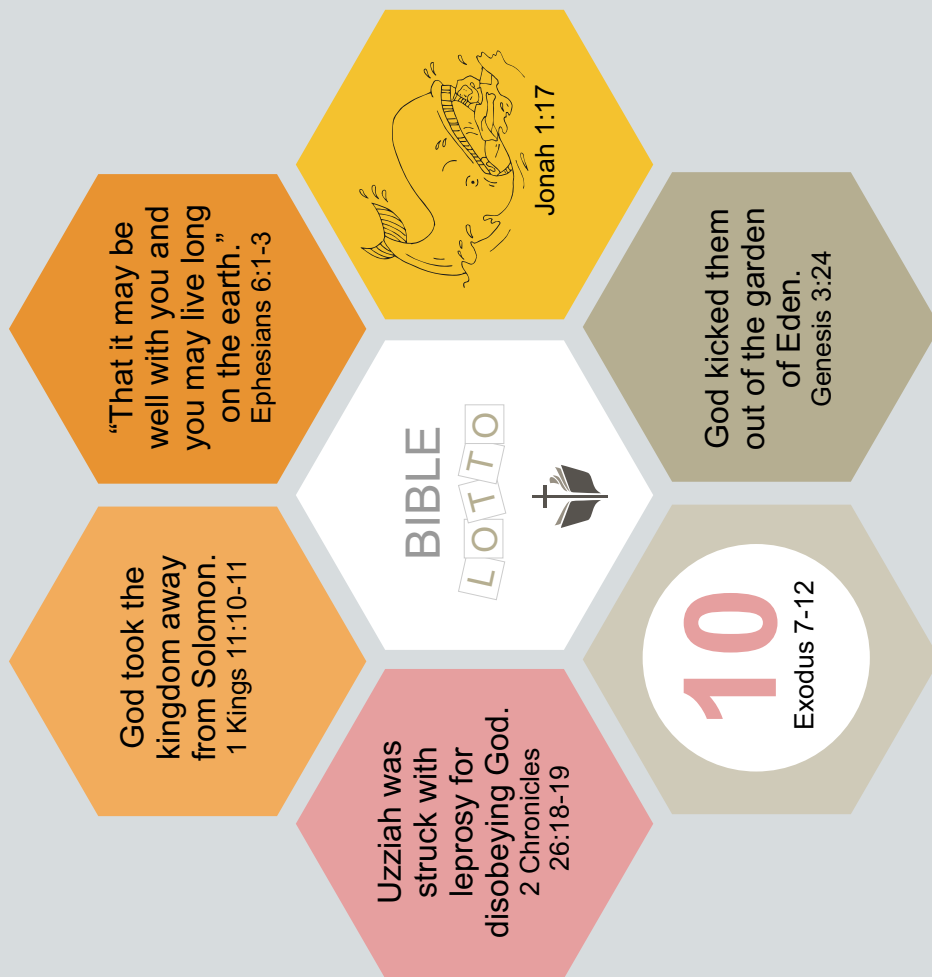 God took the
kingdom away
from Solomon.
1 Kings 11:10-11
“That it may be
well with you and
you may live long
on the earth.”
Ephesians 6:1-3
Uzziah was
struck with
leprosy for
disobeying God.
2 Chronicles
26:18-19
BIBLE
LOTTO
Jonah 1:17
10
Exodus 7-12
God kicked them
out of the garden
of Eden.
Genesis 3:24